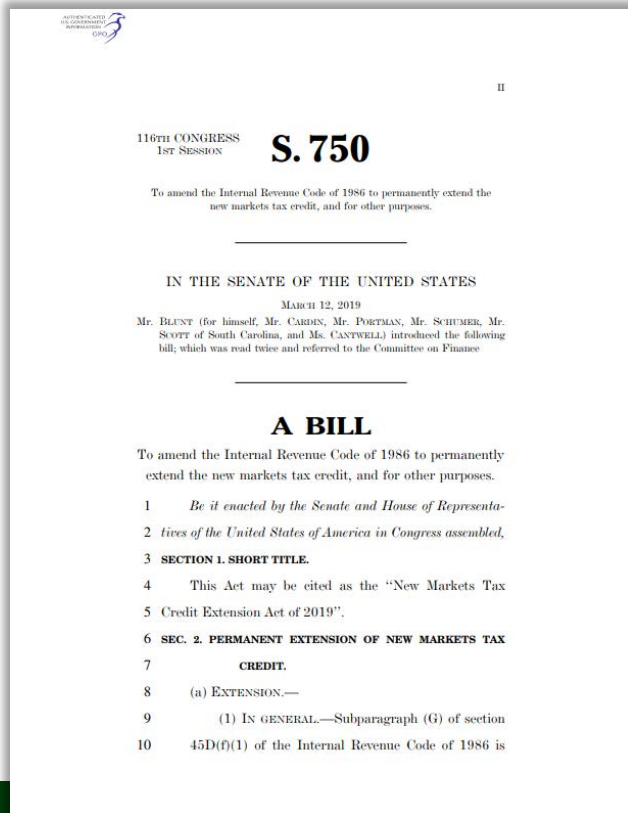 AUTHENTICATED
U.S. GOVERNMENT
INFORMATION
GPO
II
116TH CONGRESS
1ST SESSION
S. 750
To amend the Internal Revenue Code of 1986 to permanently extend the
new markets tax credit, and for other purposes.
IN THE SENATE OF THE UNITED STATES
MARCH 12, 2019
Mr. BLUNT (for himself, Mr. CARDIN, Mr. PORTMAN, Mr. SCHUMER, Mr.
SCOTT of South Carolina, and Ms. CANTWELL) introduced the following
bill; which was read twice and referred to the Committee on Finance
A BILL
To amend the Internal Revenue Code of 1986 to permanently
extend the new markets tax credit, and for other purposes.
1 Be it enacted by the Senate and House of Representa-
2 tives of the United States of America in Congress assembled,
3 SECTION 1. SHORT TITLE.
4 This Act may be cited as the ‘‘New Markets Tax
5 Credit Extension Act of 2019’’.
6 SEC. 2. PERMANENT EXTENSION OF NEW MARKETS TAX
7 CREDIT.
8 (a) EXTENSION.—
9 (1) IN GENERAL.—Subparagraph (G) of section
10 45D(f)(1) of the Internal Revenue Code of 1986 is